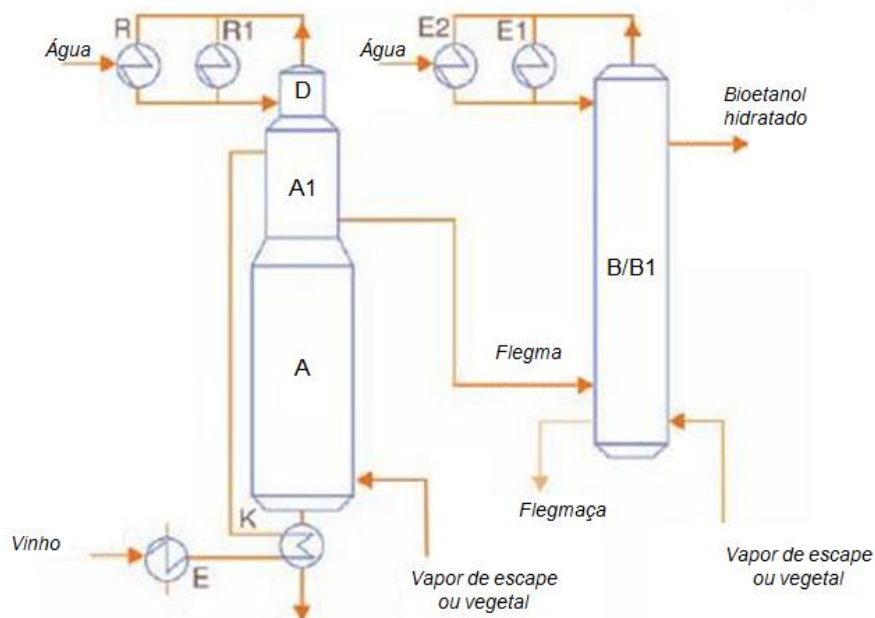 R
R1
Água
D
A1
A
K
Vinho
E
Vapor de escape
ou vegetal
Flegma
E2
E1
Água
Bioetanol
hidratado
B/B1
Flegmaça
Vapor de escape
ou vegetal